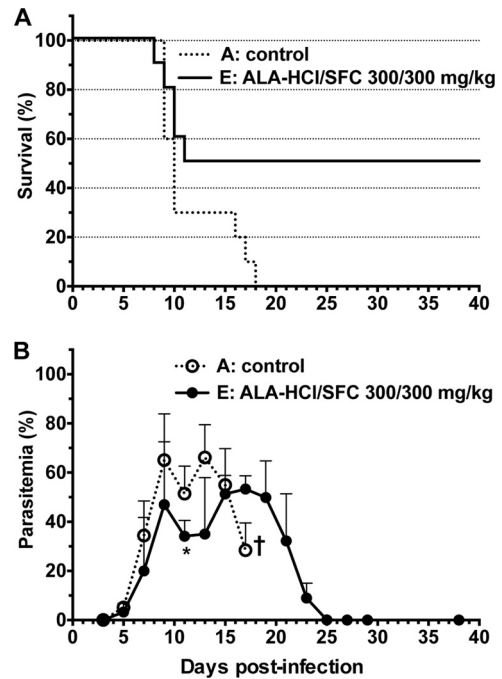 A
100
80
60
40
20
0
Survival (%)
A: control
E: ALA-HCl/SFC 300/300 mg/kg
0 5 10 15 20 25 30 35 40
B
100
80
60
40
20
0
Parasitemia (%)
A: control
E: ALA-HCl/SFC 300/300 mg/kg
*
†
0 5 10 15 20 25 30 35 40
Days post-infection